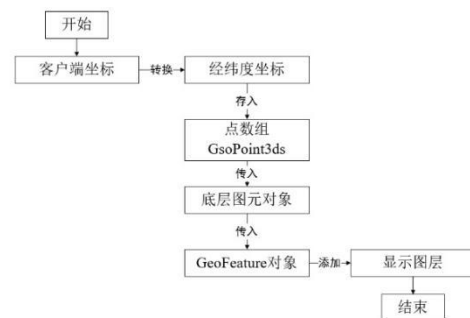 开始
客户端坐标
转换
经纬度坐标
存入
点数组
GsoPoint3ds
传入
底层图元对象
传入
GeoFeature对象
添加
显示图层
结束